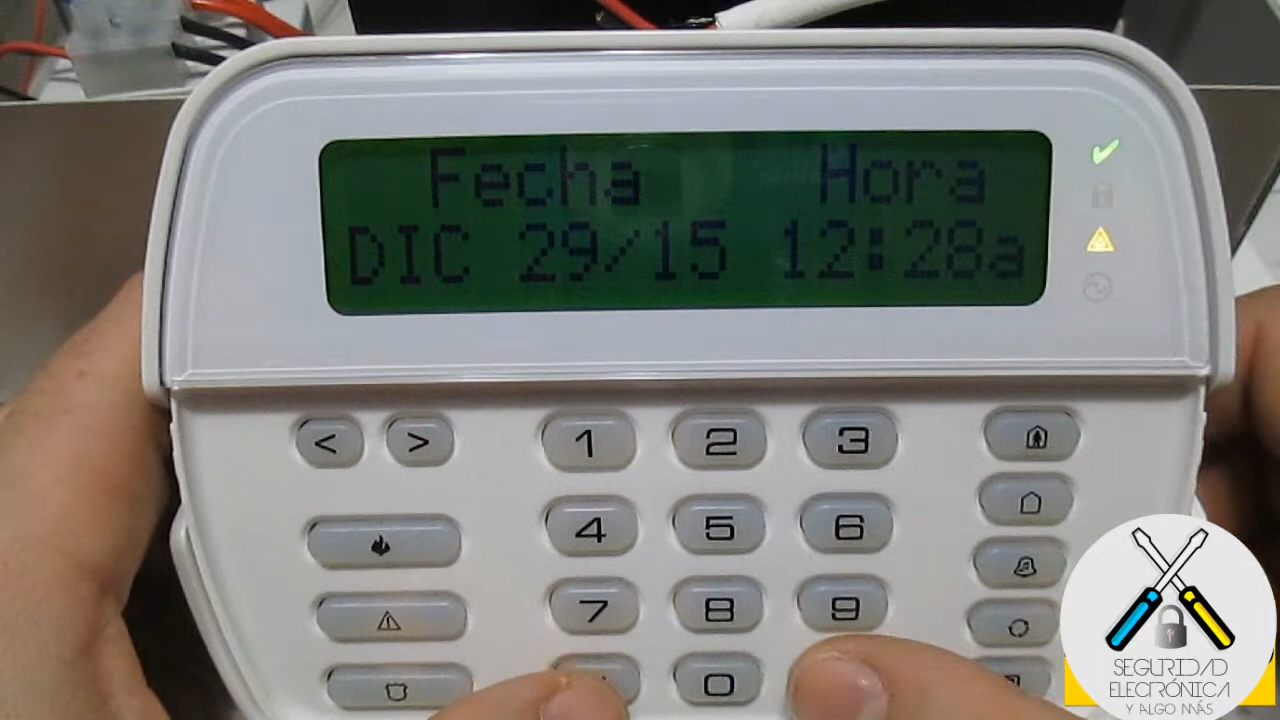 Fecha Hora
DIC 29/15 12:28a
< > 1 2 3
4 5 6
7 8 9
0
SEGURIDAD
ELECTRÓNICA
Y ALGO MÁS